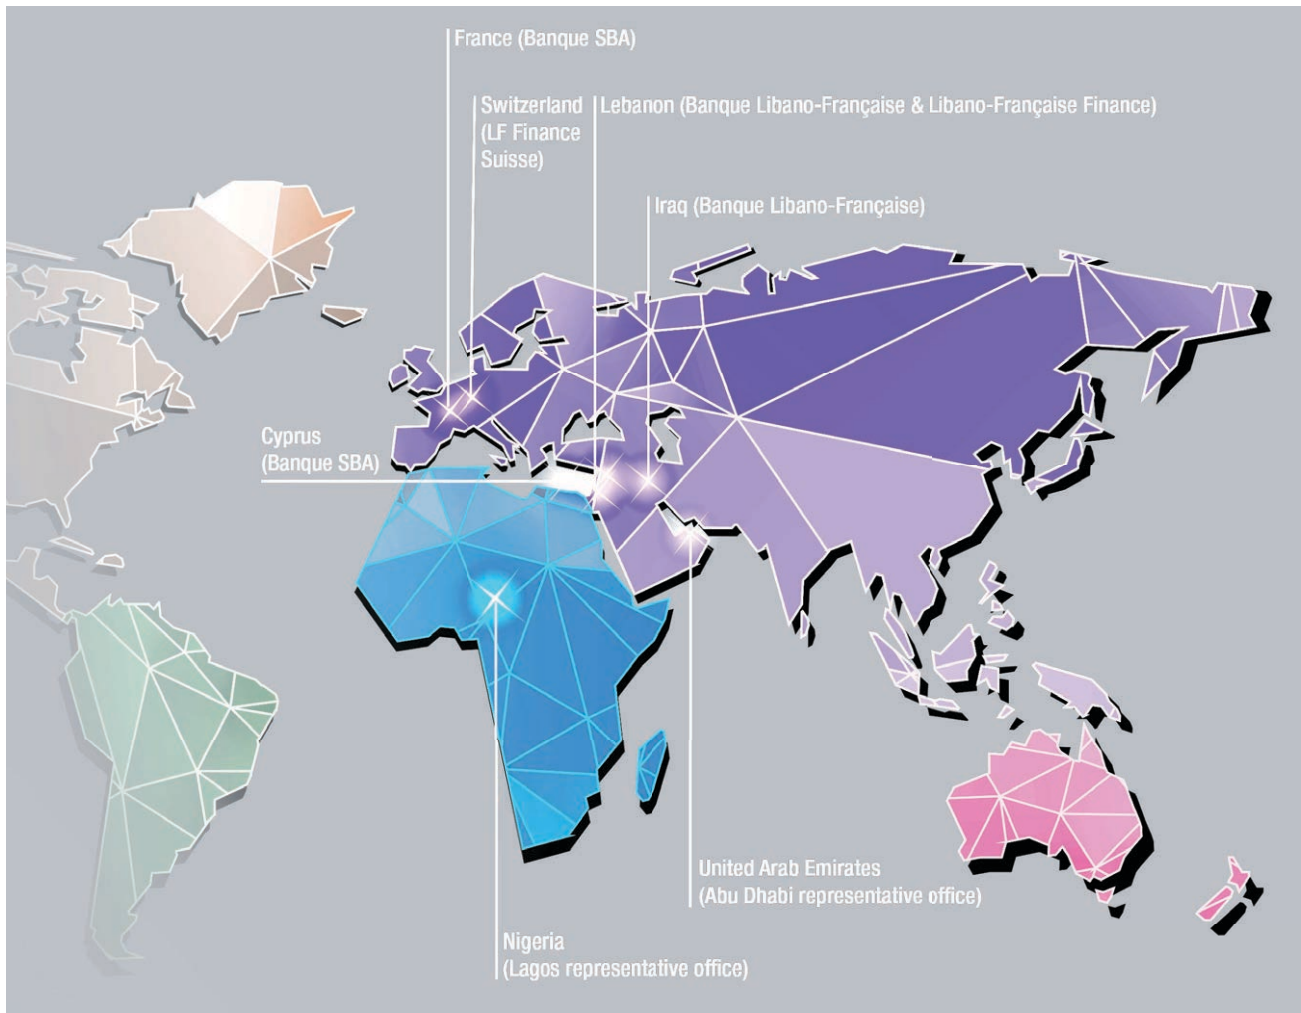 France (Banque SBA)
Switzerland
(LF Finance
Suisse)
Lebanon (Banque Libano-Française & Libano-Française Finance)
Iraq (Banque Libano-Française)
Cyprus
(Banque SBA)
United Arab Emirates
(Abu Dhabi representative office)
Nigeria
(Lagos representative office)